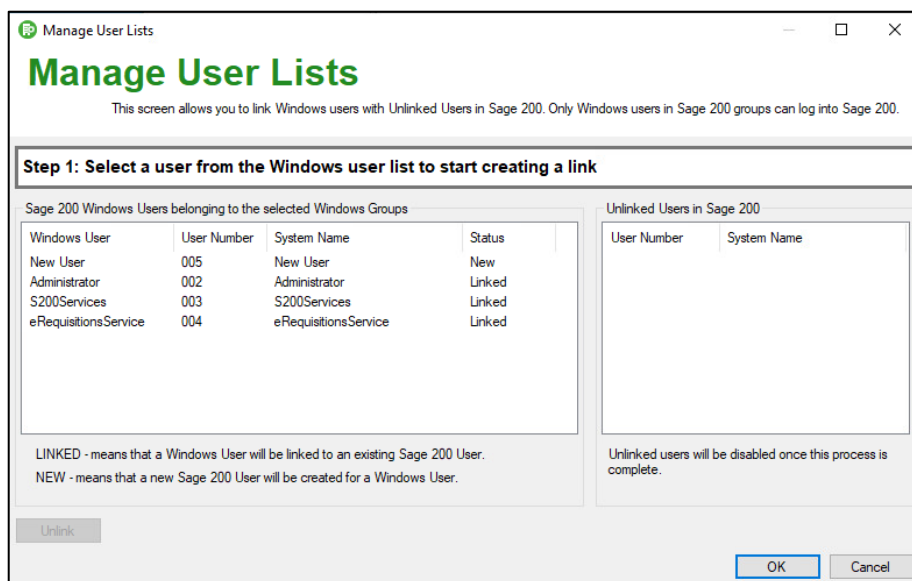 Manage User Lists
Manage User Lists
This screen allows you to link Windows users with Unlinked Users in Sage 200. Only Windows users in Sage 200 groups can log into Sage 200.
Step 1: Select a user from the Windows user list to start creating a link
Sage 200 Windows Users belonging to the selected Windows Groups
Windows User User Number System Name Status
New User 005 New User New
Administrator 002 Administrator Linked
S200Services 003 S200Services Linked
eRequisitionsService 004 eRequisitionsService Linked
LINKED - means that a Windows User will be linked to an existing Sage 200 User.
NEW - means that a new Sage 200 User will be created for a Windows User.
Unlinked Users in Sage 200
User Number System Name
Unlinked users will be disabled once this process is
complete.
Unlink
OK Cancel